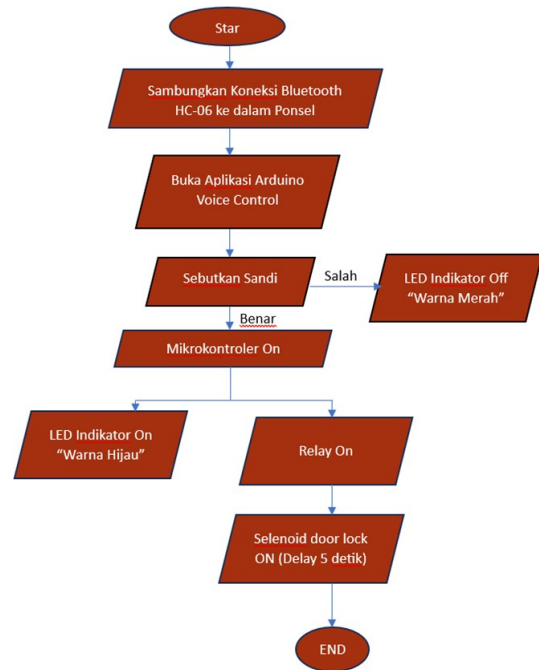 Star
Sambungkan Koneksi Bluetooth
HC-06 ke dalam Ponsel
Buka Aplikasi Arduino
Voice Control
Sebutkan Sandi
Salah
LED Indikator Off
“Warna Merah”
Benar
Mikrokontroler On
LED Indikator On
“Warna Hijau”
Relay On
Selenoid door lock
ON (Delay 5 detik)
END